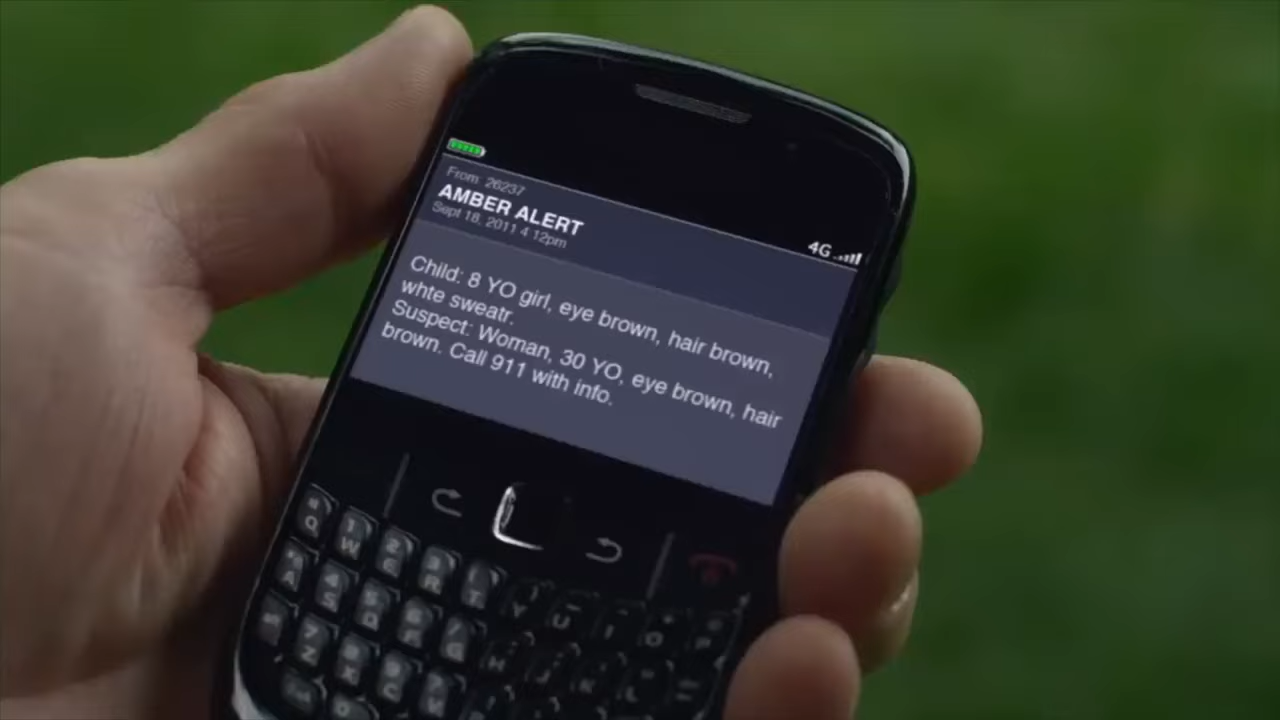 From: 26237
AMBER ALERT
Sept 18, 2011 4:12pm
4G
Child: 8 YO girl, eye brown, hair brown,
whte sweatr.
Suspect: Woman, 30 YO, eye brown, hair
brown. Call 911 with info.
Q W E R T Y U I O P
A S D F G H J K L
Z X C V